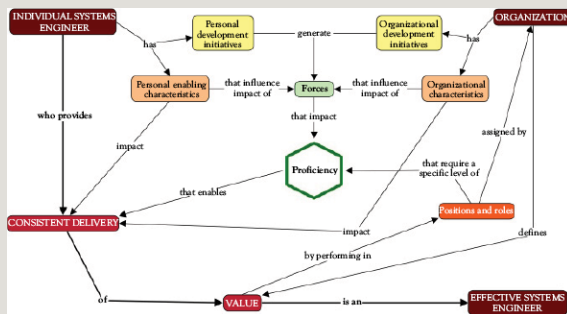 INDIVIDUAL SYSTEMS
ENGINEER
Personal
development
initiatives
generate
Organizational
development
initiatives
ORGANIZATION
has
has
Personal enabling
characteristics
that influence
impact of
Forces
that influence
impact of
Organizational
characteristics
who provides
that impact
assigned by
impact
Proficiency
that require a
specific level of
that enables
Positions and roles
CONSISTENT DELIVERY
impact
defines
by performing in
of
VALUE
is an
EFFECTIVE SYSTEMS
ENGINEER